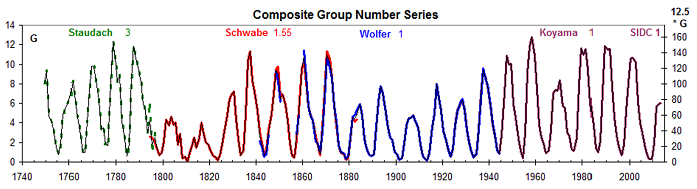 Composite Group Number Series
12.5
* G
G
Staudach 3
Schwabe 1.55
Wolfer 1
Koyama 1
SIDC 1
14
12
10
8
6
4
2
0
160
140
120
100
80
60
40
20
0
1740 1760 1780 1800 1820 1840 1860 1880 1900 1920 1940 1960 1980 2000